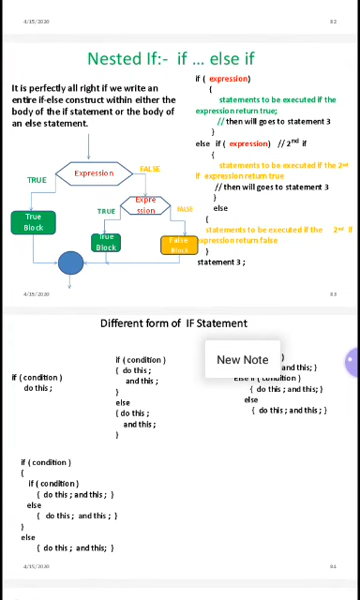 4/15/2020
82
Nested If:- if ... else if
It is perfectly all right if we write an
entire if-else construct within either the
body of the if statement or the body of
an else statement.
Expression
TRUE
FALSE
Expre
ssion
TRUE
FALSE
True
Block
True
Block
False
Block
if ( expression)
{
statements to be executed if the
expression return true;
// then will goes to statement 3
}
else if ( expression) // 2nd if
{
statements to be executed if the 2nd
if expression return true
// then will goes to statement 3
}
else
{
statements to be executed if the 2nd if
expression return false
}
statement 3 ;
4/15/2020
83
Different form of IF Statement
if ( condition )
do this ;
if ( condition )
{ do this ;
and this ;
}
else
{ do this ;
and this ;
}
New Note
)
and this; }
Else if ( condition )
{ do this ; and this; }
else
{ do this ; and this ; }
if ( condition )
{
if ( condition )
{ do this ; and this ; }
else
{ do this ; and this ; }
}
else
{ do this ; and this; }
4/15/2020